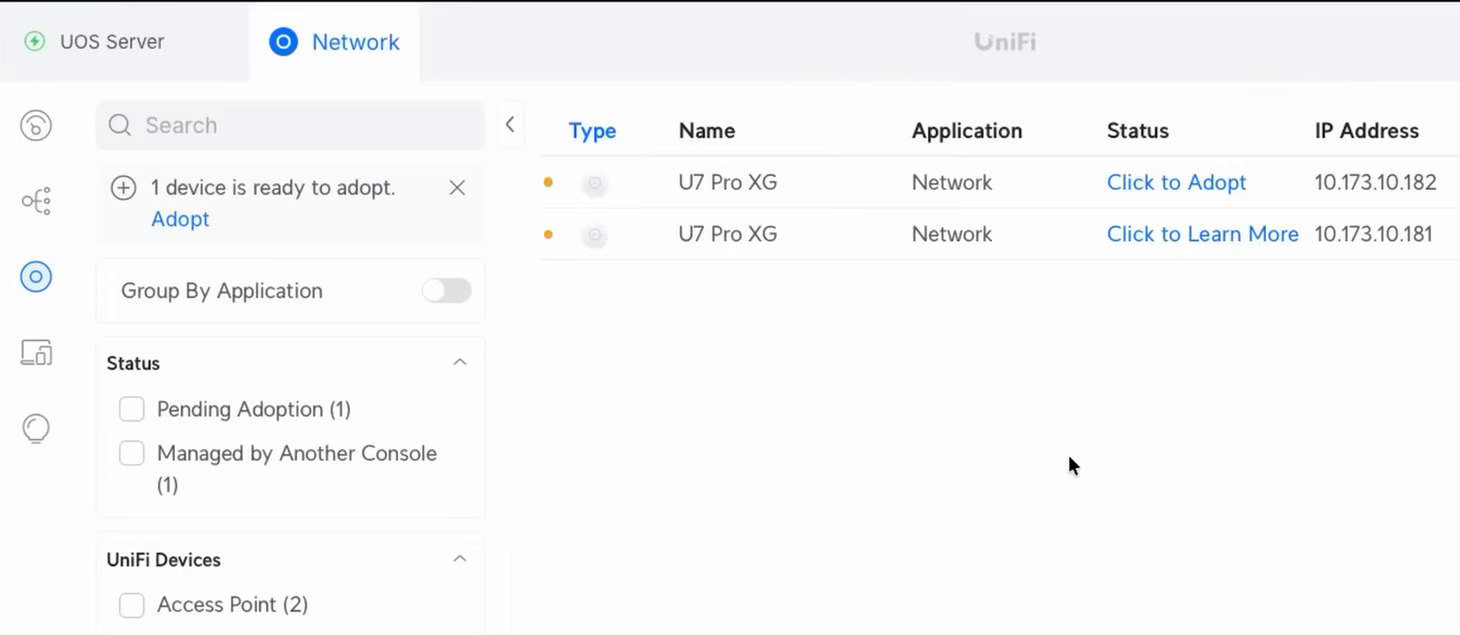 UOS Server
Network
UniFi
Search
1 device is ready to adopt.
Adopt
Group By Application
Status
Pending Adoption (1)
Managed by Another Console
(1)
UniFi Devices
Access Point (2)
Type Name Application Status IP Address
U7 Pro XG Network Click to Adopt 10.173.10.182
U7 Pro XG Network Click to Learn More 10.173.10.181